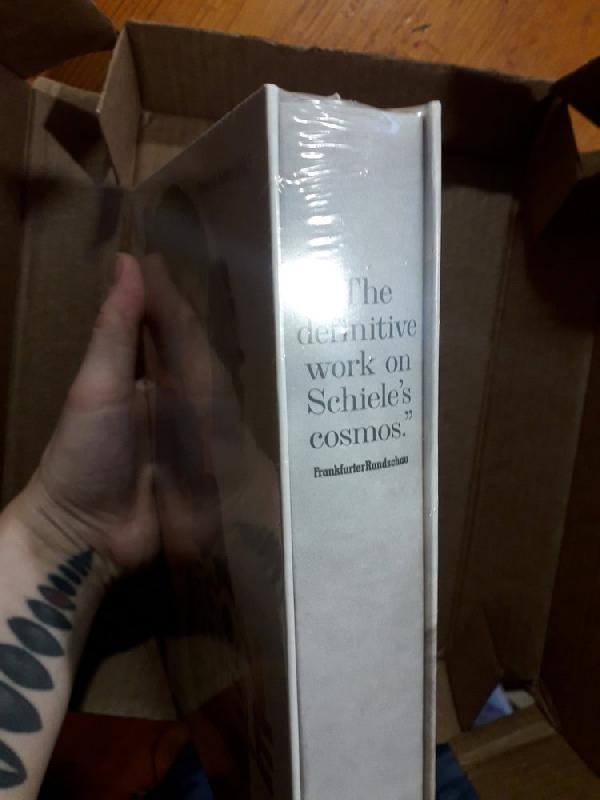 The
definitive
work on
Schiele's
cosmos."
Frankfurter Rundschau